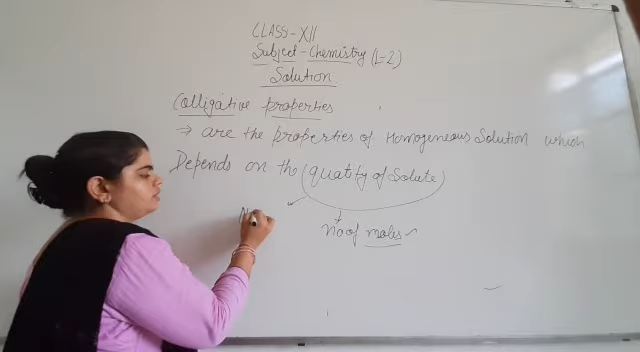 CLASS-XII
Subject-Chemistry (L-2)
Solution
Colligative properties
⇒ are the properties of Homogeneous Solution which
Depends on the (quatity of Solute)
No of moles
N